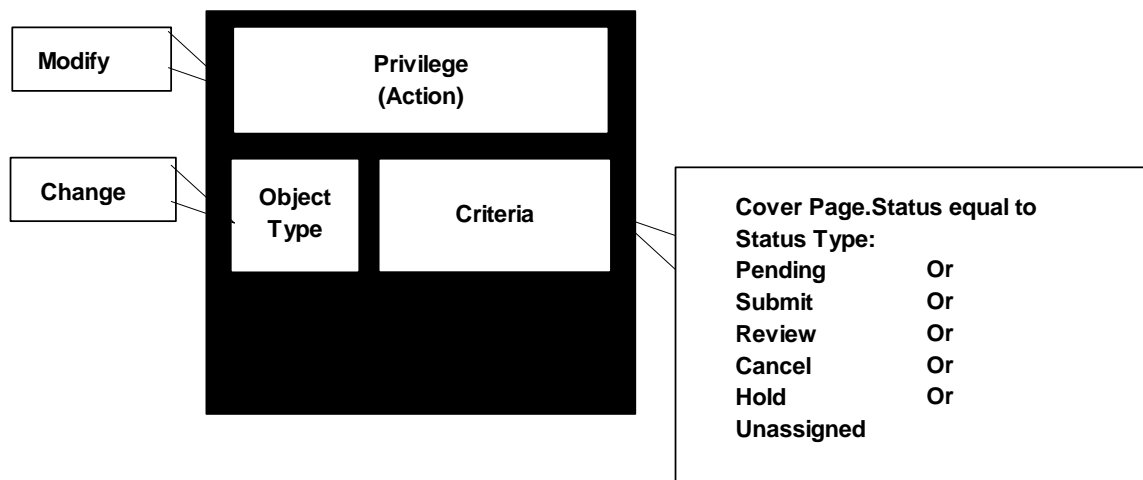 Modify
Privilege
(Action)
Change
Object
Type
Criteria
Cover Page.Status equal to
Status Type:
Pending Or
Submit Or
Review Or
Cancel Or
Hold Or
Unassigned